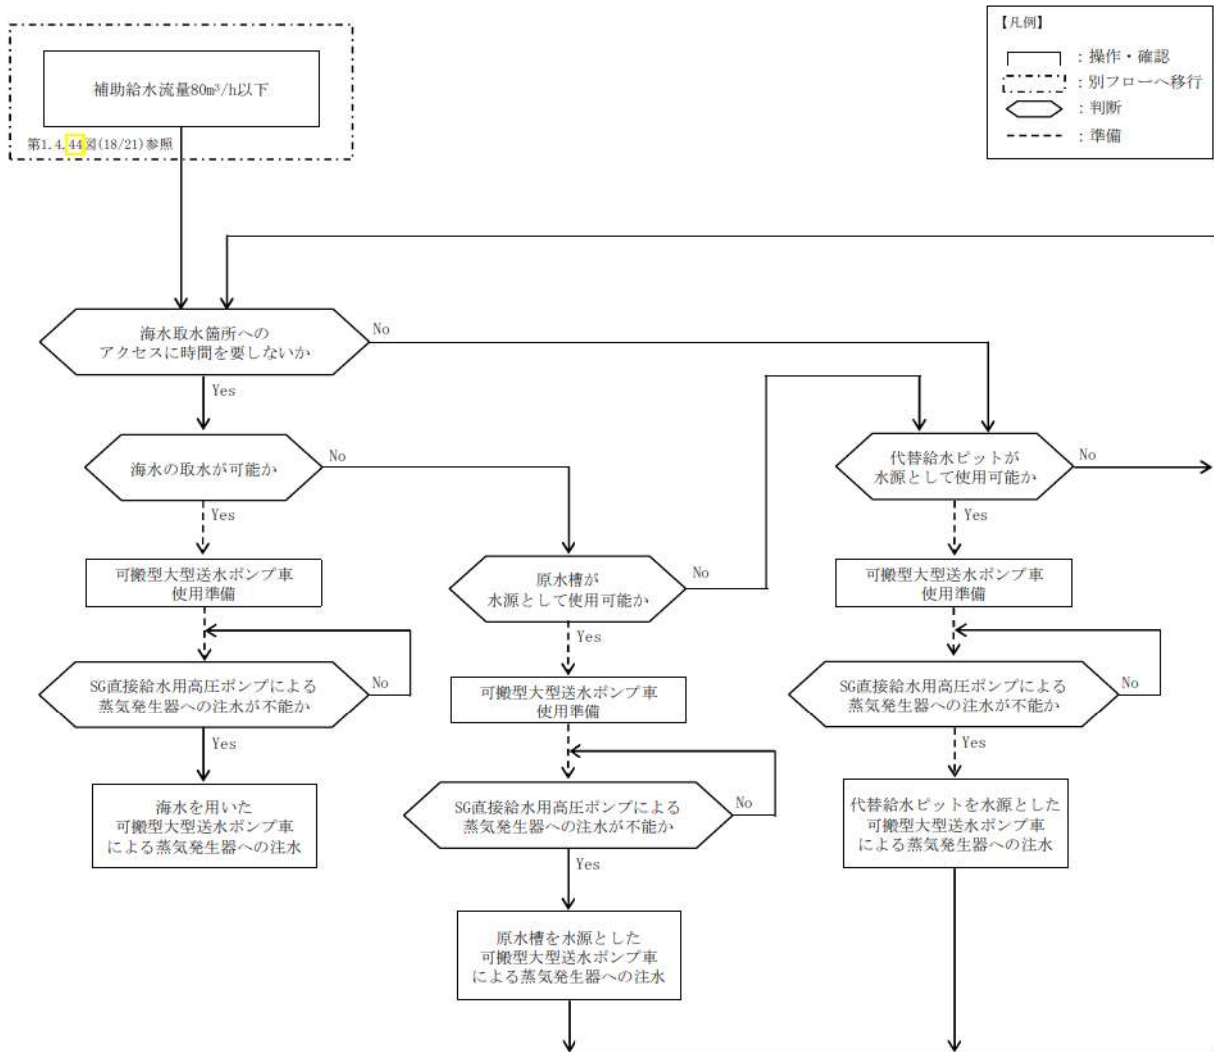 【凡例】
：操作・確認
：別フローへ移行
：判断
：準備
補助給水流量80m³/h以下
第1.4.44図(18/21)参照
海水取水箇所への
アクセスに時間を要しないか
No
Yes
海水の取水が可能か
No
Yes
可搬型大型送水ポンプ車
使用準備
SG直接給水用高圧ポンプによる
蒸気発生器への注水が不能か
No
Yes
海水を用いた
可搬型大型送水ポンプ車
による蒸気発生器への注水
原水槽が
水源として使用可能か
No
Yes
可搬型大型送水ポンプ車
使用準備
SG直接給水用高圧ポンプによる
蒸気発生器への注水が不能か
No
Yes
原水槽を水源とした
可搬型大型送水ポンプ車
による蒸気発生器への注水
代替給水ピットが
水源として使用可能か
No
Yes
可搬型大型送水ポンプ車
使用準備
SG直接給水用高圧ポンプによる
蒸気発生器への注水が不能か
No
Yes
代替給水ピットを水源とした
可搬型大型送水ポンプ車
による蒸気発生器への注水